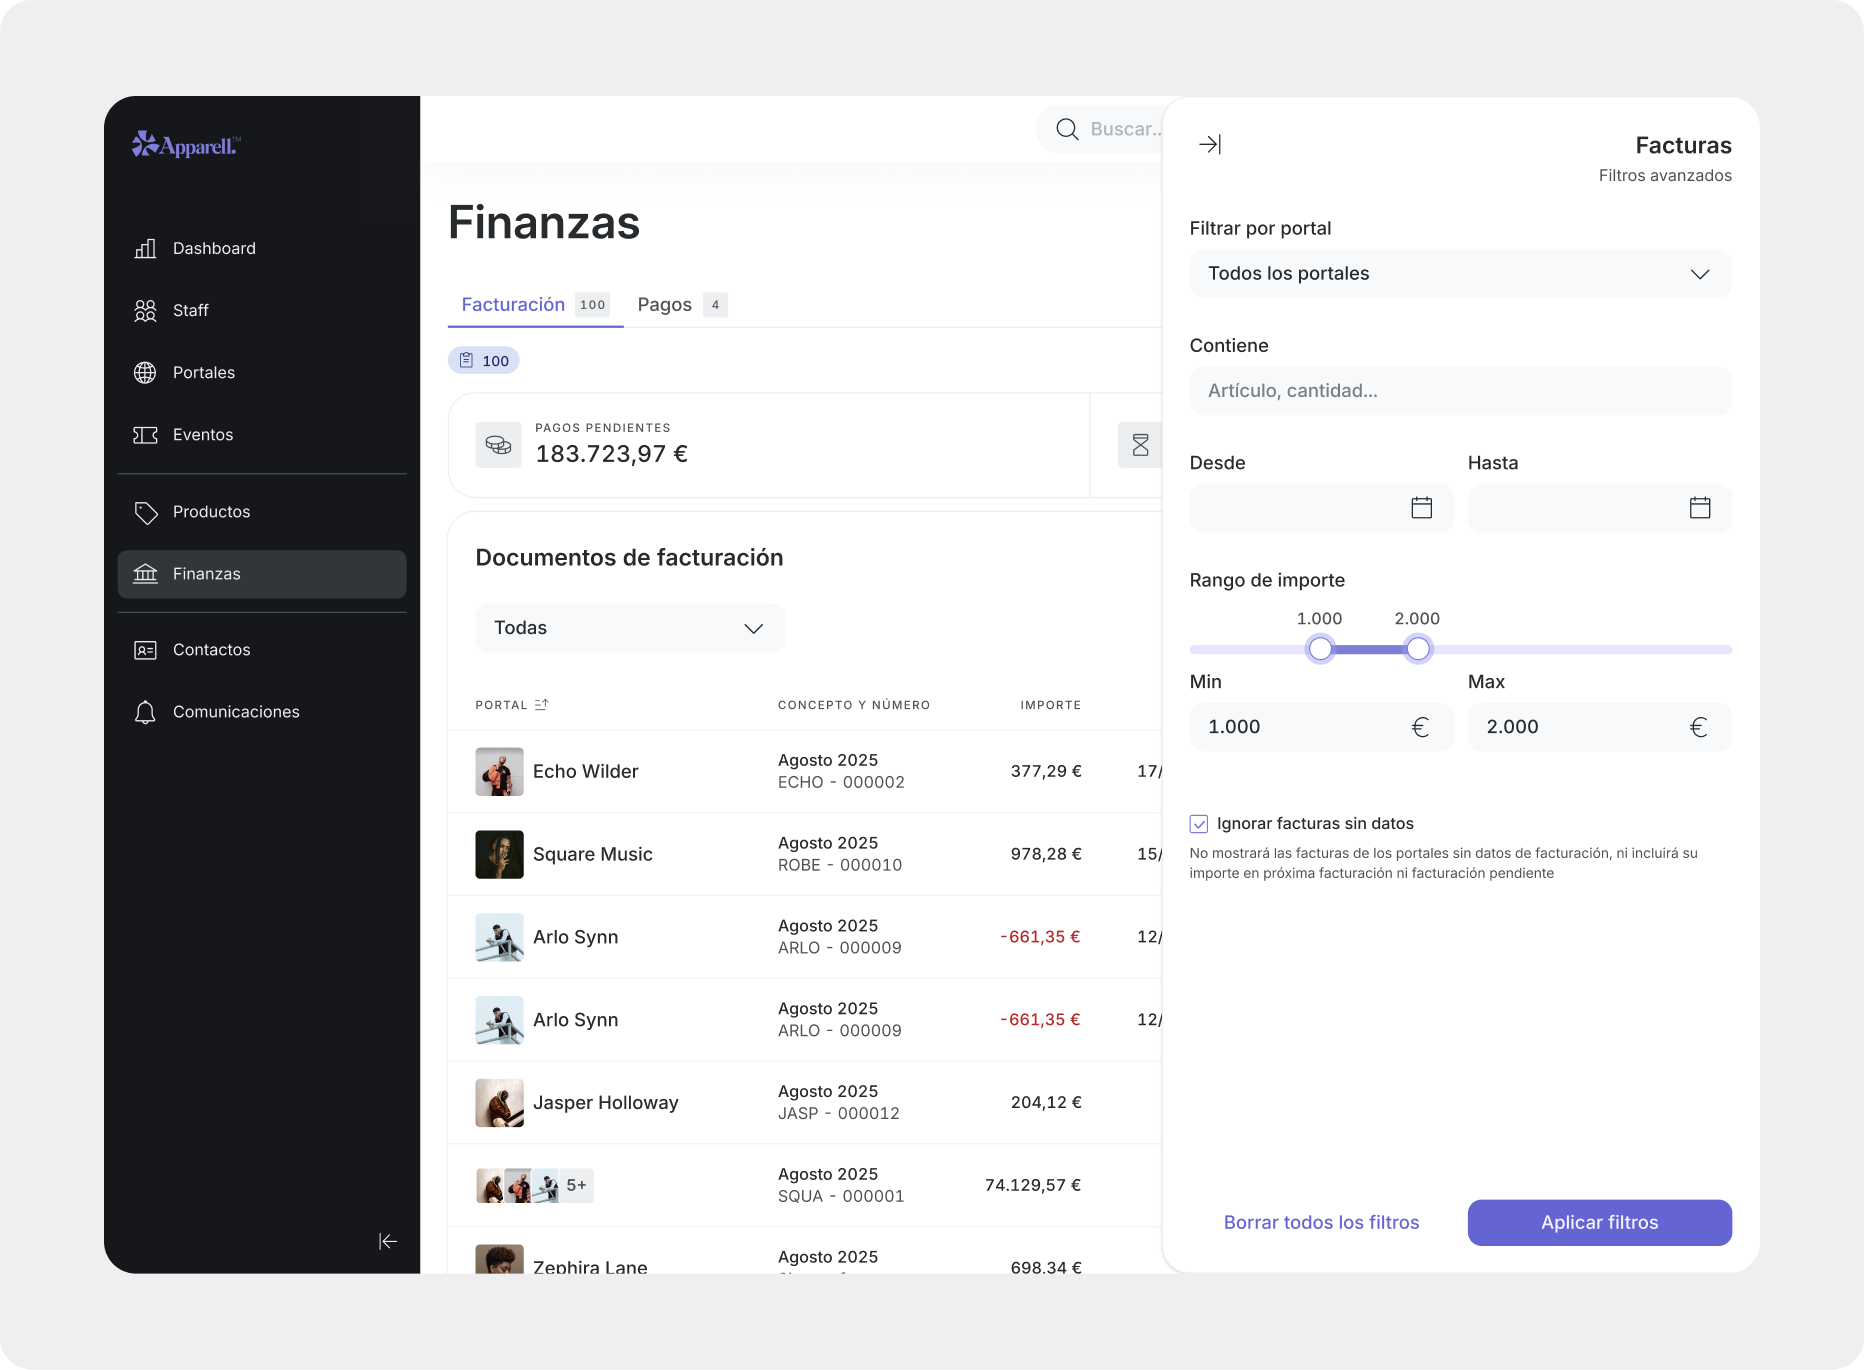 Apparell.™
Dashboard
Staff
Portales
Eventos
Productos
Finanzas
Contactos
Comunicaciones
Buscar...
Finanzas
Facturación 100 Pagos 4
100
PAGOS PENDIENTES
183.723,97 €
Documentos de facturación
Todas
PORTAL CONCEPTO Y NÚMERO IMPORTE
Echo Wilder Agosto 2025 377,29 € 17/
ECHO - 000002
Square Music Agosto 2025 978,28 € 15/
ROBE - 000010
Arlo Synn Agosto 2025 -661,35 € 12/
ARLO - 000009
Arlo Synn Agosto 2025 -661,35 € 12/
ARLO - 000009
Jasper Holloway Agosto 2025 204,12 €
JASP - 000012
5+ Agosto 2025 74.129,57 €
SQUA - 000001
Zephira Lane Agosto 2025 698,34 €
Facturas
Filtros avanzados
Filtrar por portal
Todos los portales
Contiene
Artículo, cantidad...
Desde Hasta
Rango de importe
1.000 2.000
Min Max
1.000 € 2.000 €
Ignorar facturas sin datos
No mostrará las facturas de los portales sin datos de facturación, ni incluirá su
importe en próxima facturación ni facturación pendiente
Borrar todos los filtros Aplicar filtros